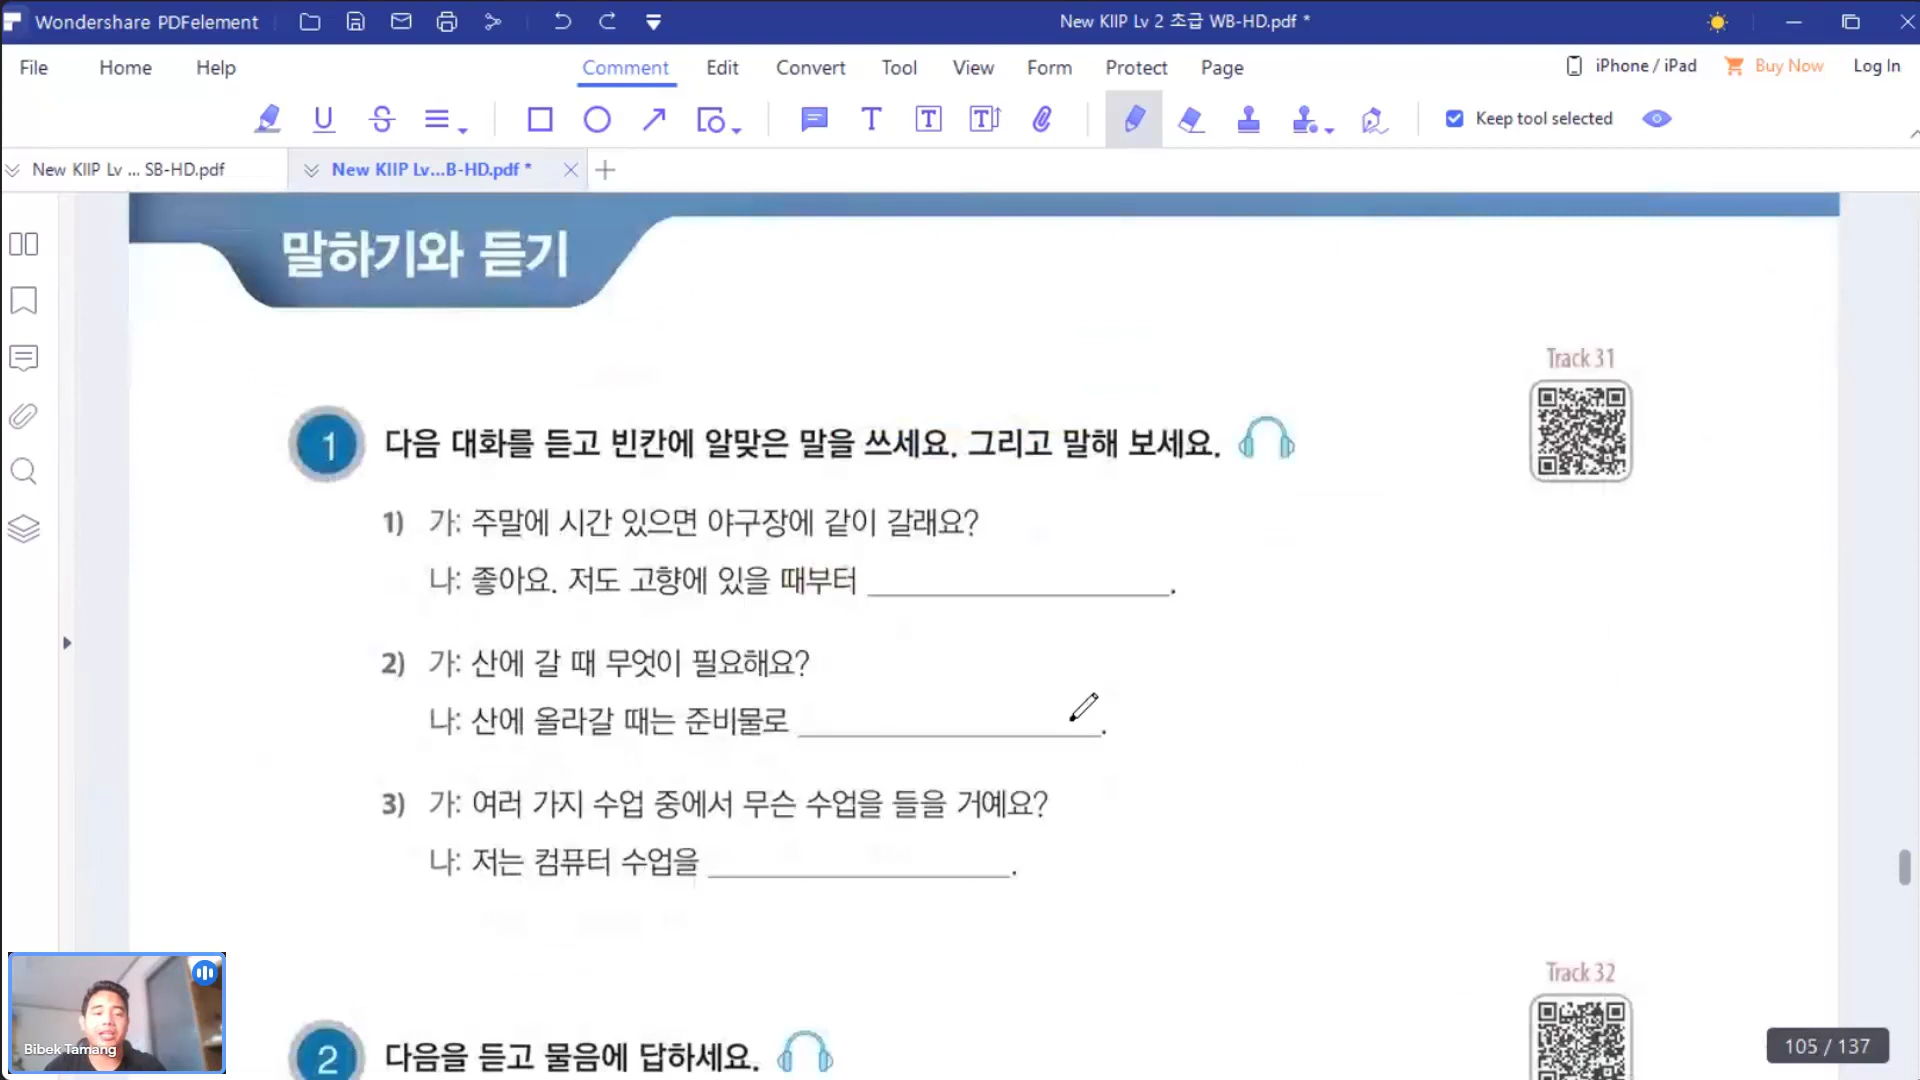 Wondershare PDFelement
New KIIP Lv 2 초급 WB-HD.pdf *
File Home Help Comment Edit Convert Tool View Form Protect Page iPhone / iPad Buy Now Log In
Keep tool selected
New KIIP Lv ... SB-HD.pdf
New KIIP Lv...B-HD.pdf *
말하기와 듣기
Track 31
1 다음 대화를 듣고 빈칸에 알맞은 말을 쓰세요. 그리고 말해 보세요.
1) 가: 주말에 시간 있으면 야구장에 같이 갈래요?
나: 좋아요. 저도 고향에 있을 때부터 ____________________.
2) 가: 산에 갈 때 무엇이 필요해요?
나: 산에 올라갈 때는 준비물로 ____________________.
3) 가: 여러 가지 수업 중에서 무슨 수업을 들을 거예요?
나: 저는 컴퓨터 수업을 ____________________.
Track 32
2 다음을 듣고 물음에 답하세요.
Bibek Tamang
105 / 137